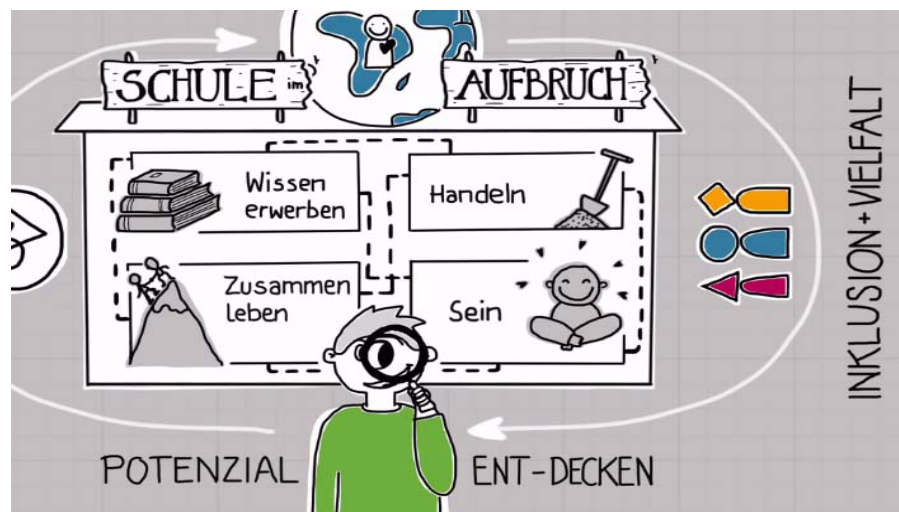 SCHULE im AUFBRUCH
Wissen
erwerben
Handeln
Zusammen
leben
Sein
INKLUSION + VIELFALT
POTENZIAL ENT-DECKEN